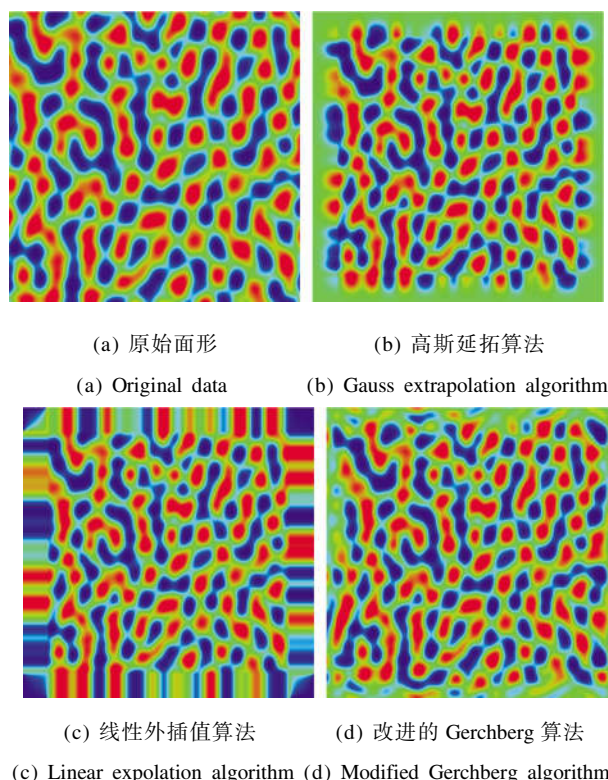 (a) 原始面形
(b) 高斯延拓算法
(a) Original data
(b) Gauss extrapolation algorithm
(c) 线性外插值算法
(d) 改进的 Gerchberg 算法
(c) Linear expolation algorithm
(d) Modified Gerchberg algorithm